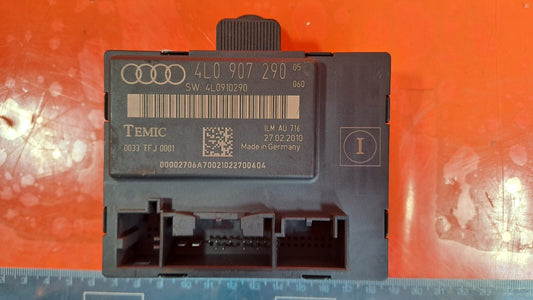 4L0 907 290 05
SW: 4L0910290 060
TEMIC
ILM AU 716
27.02.2010
0033 TFJ 0001
Made in Germany
00002706A70021022700604
I